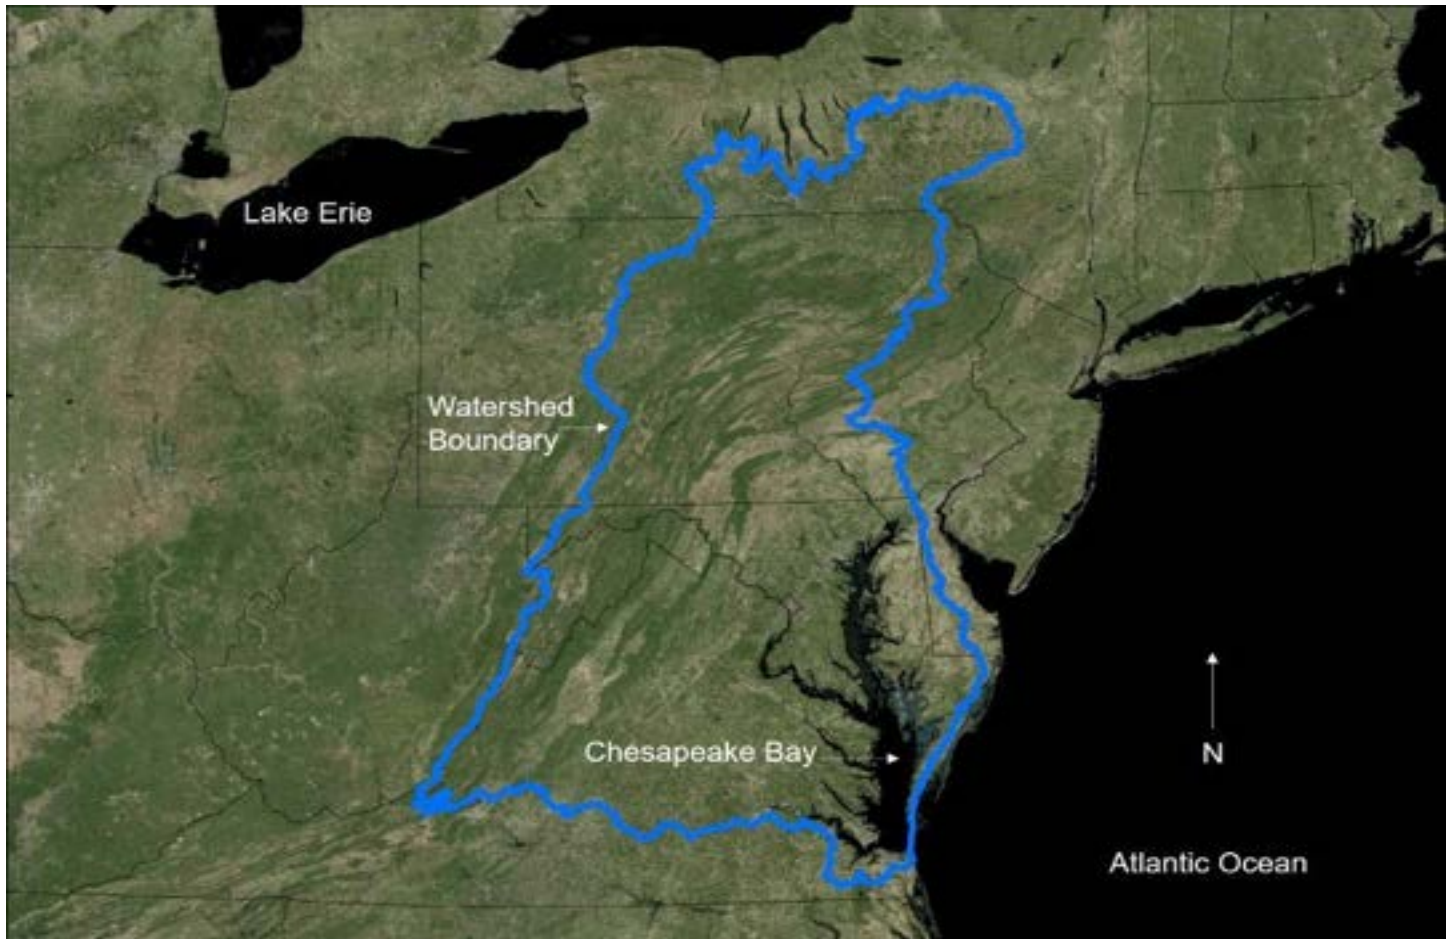 Lake Erie
Watershed
Boundary
Chesapeake Bay
N
Atlantic Ocean